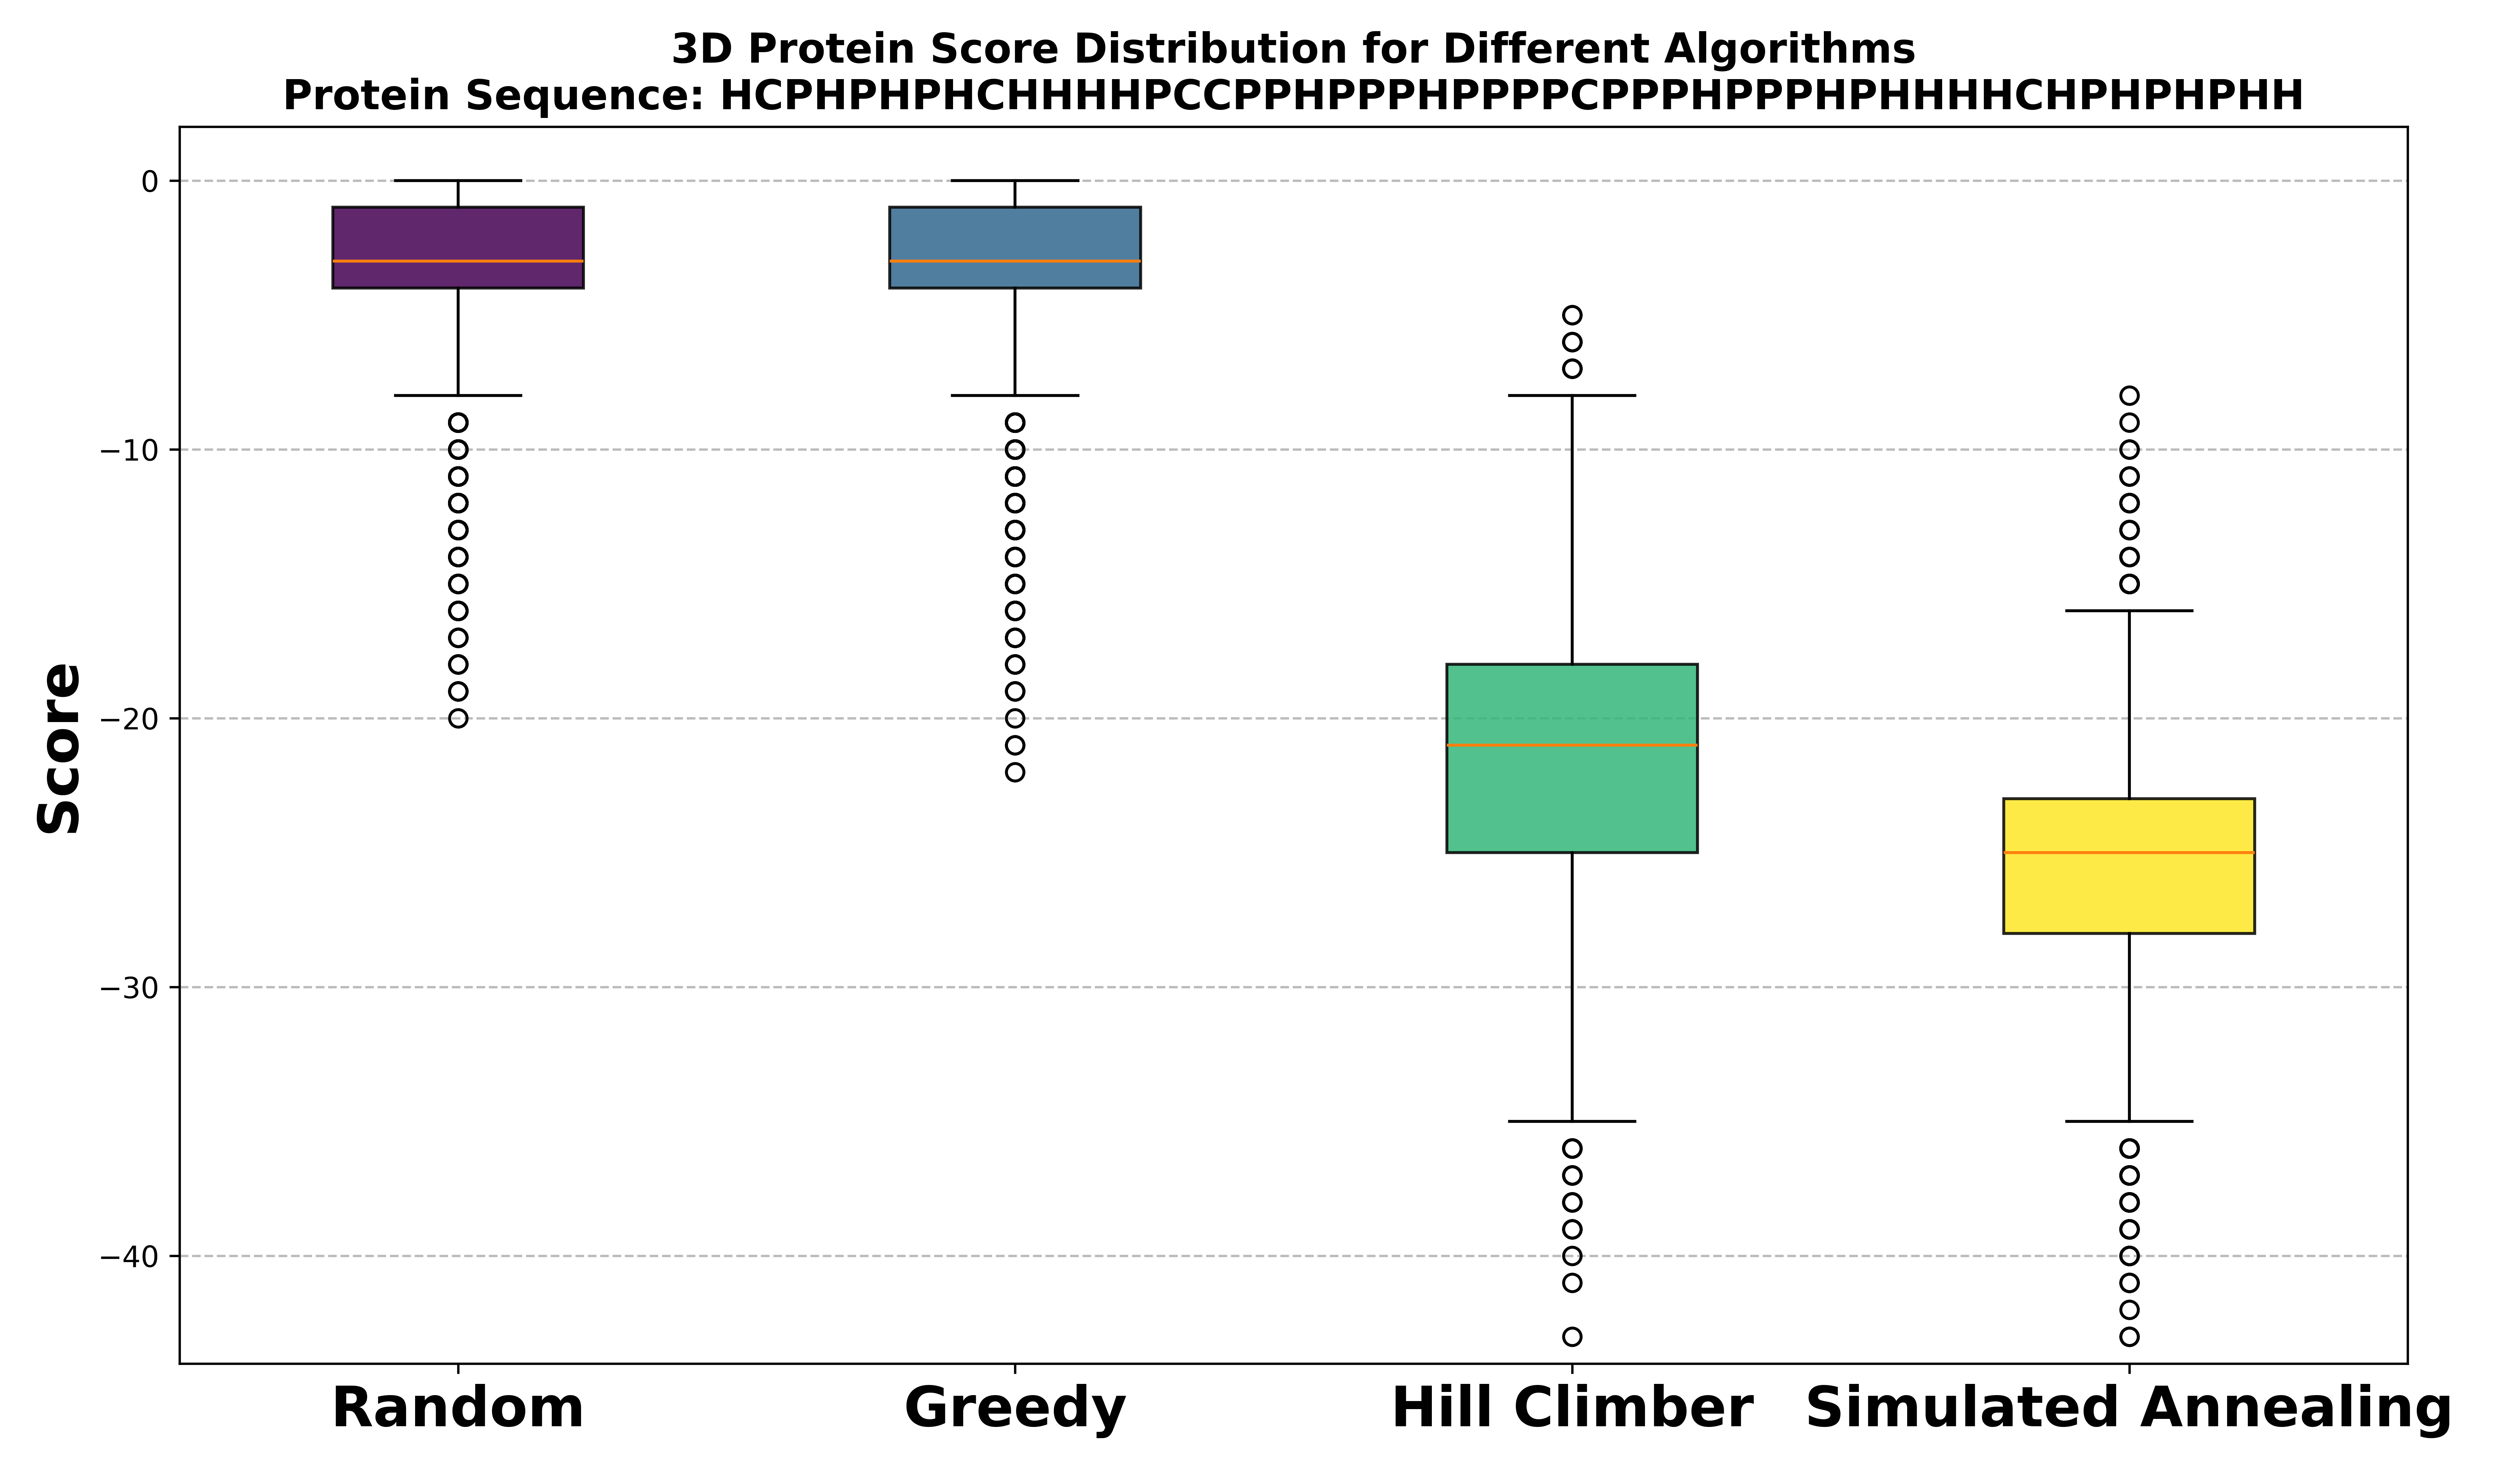 3D Protein Score Distribution for Different Algorithms
Protein Sequence: HCPHPHPHCHHHHPCCPPHPPPHPPPPCPPPHPPPHPHHHHCHPHPHPHH
Score
0
−10
−20
−30
−40
Random
Greedy
Hill Climber
Simulated Annealing